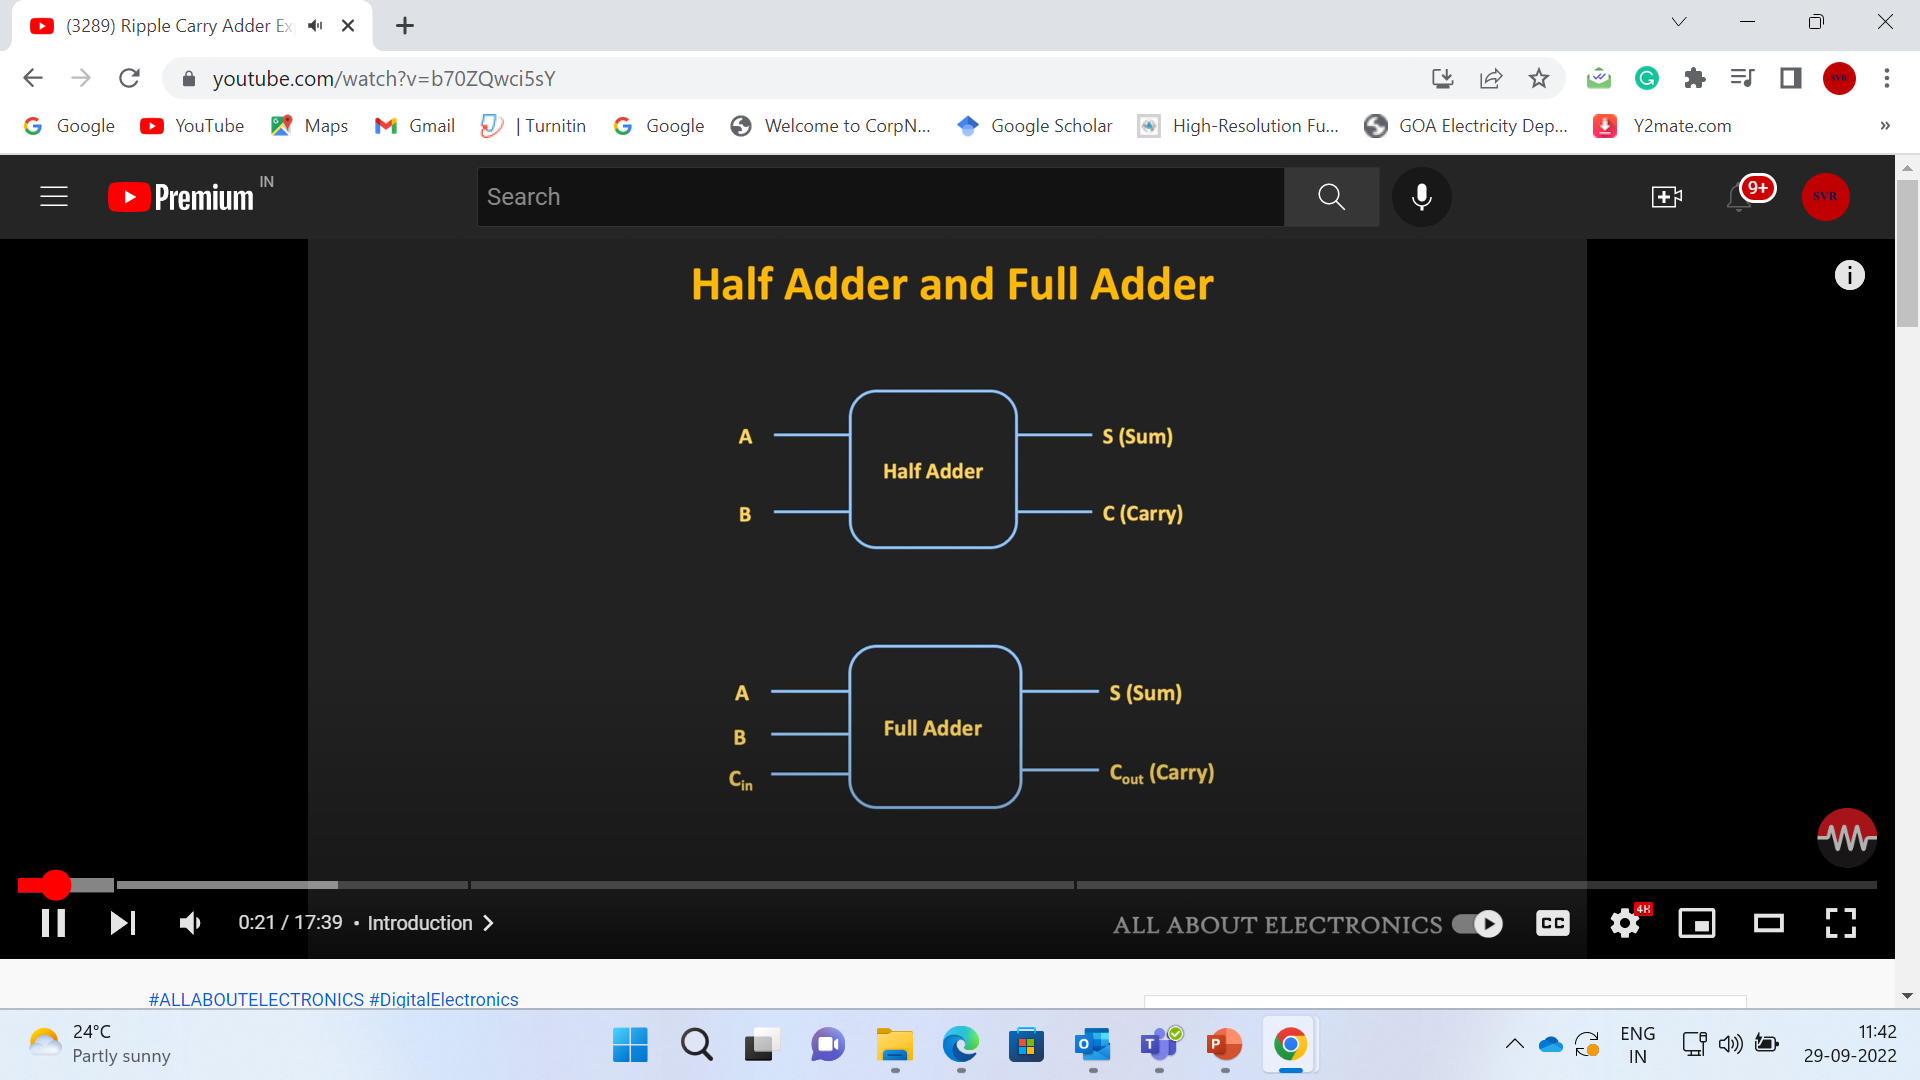 (3289) Ripple Carry Adder Ex
youtube.com/watch?v=b70ZQwci5sY
SVR
Google YouTube Maps Gmail | Turnitin Google Welcome to CorpN... Google Scholar High-Resolution Fu... GOA Electricity Dep... Y2mate.com »
Premium IN
Search
9+
SVR
Half Adder and Full Adder
A
S (Sum)
Half Adder
B
C (Carry)
A
S (Sum)
B
Full Adder
Cin
Cout (Carry)
0:21 / 17:39 • Introduction
ALL ABOUT ELECTRONICS
CC
4K
#ALLABOUTELECTRONICS #DigitalElectronics
24°C
Partly sunny
ENG
IN
11:42
29-09-2022